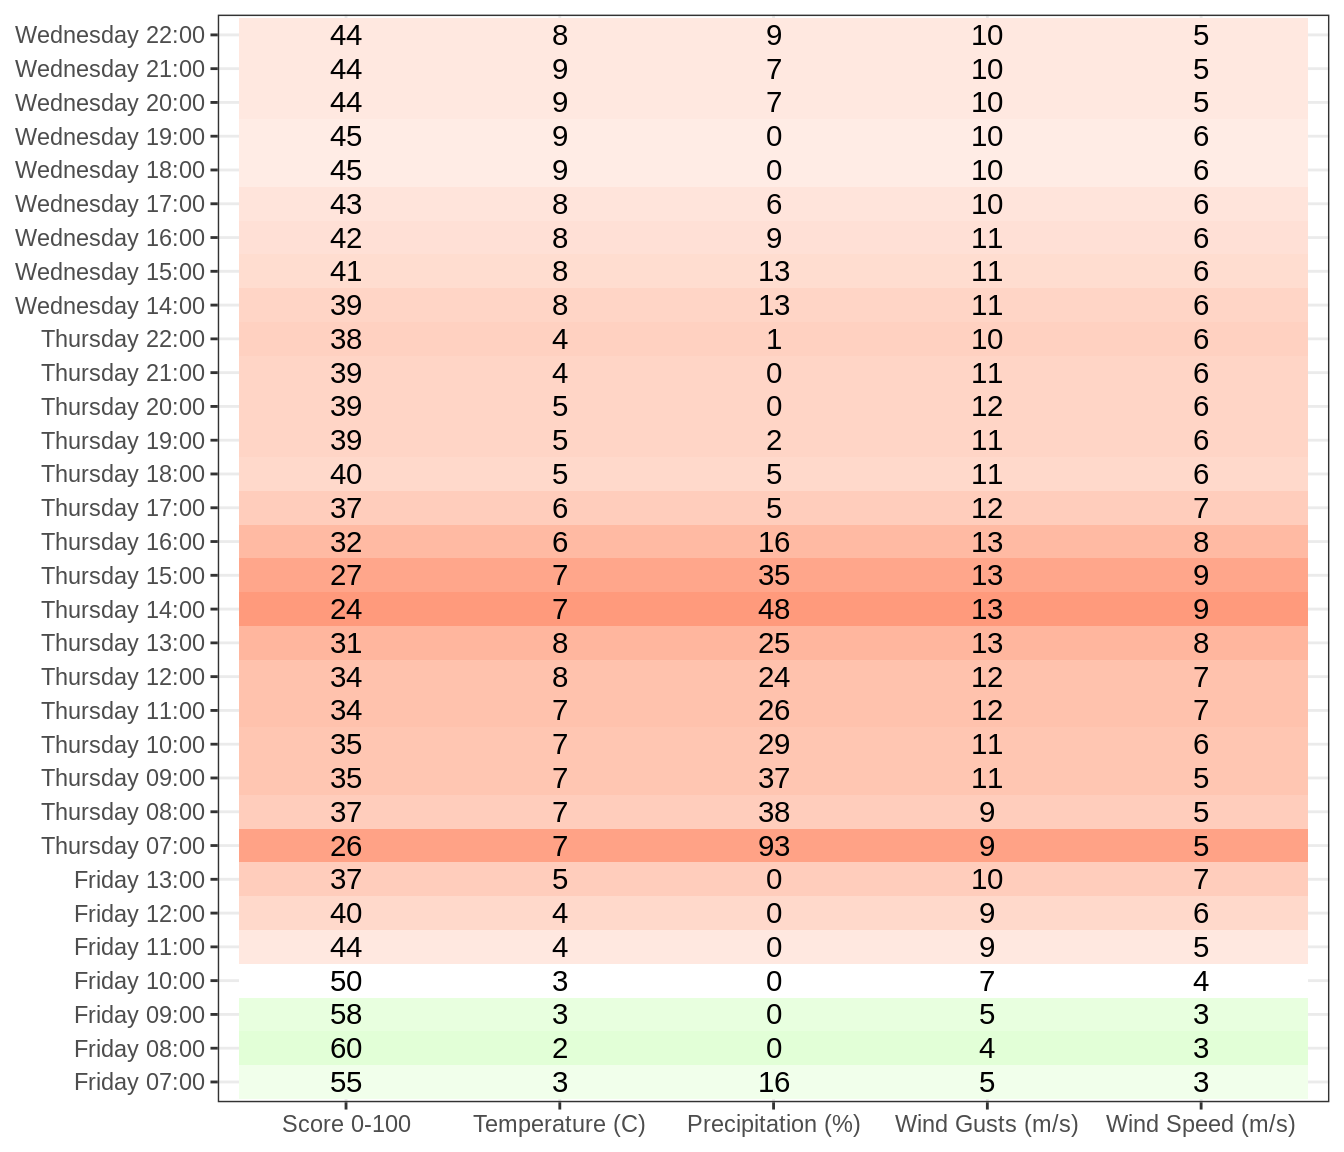 Wednesday 22:00 44 8 9 10 5
Wednesday 21:00 44 9 7 10 5
Wednesday 20:00 44 9 7 10 5
Wednesday 19:00 45 9 0 10 6
Wednesday 18:00 45 9 0 10 6
Wednesday 17:00 43 8 6 10 6
Wednesday 16:00 42 8 9 11 6
Wednesday 15:00 41 8 13 11 6
Wednesday 14:00 39 8 13 11 6
Thursday 22:00 38 4 1 10 6
Thursday 21:00 39 4 0 11 6
Thursday 20:00 39 5 0 12 6
Thursday 19:00 39 5 2 11 6
Thursday 18:00 40 5 5 11 6
Thursday 17:00 37 6 5 12 7
Thursday 16:00 32 6 16 13 8
Thursday 15:00 27 7 35 13 9
Thursday 14:00 24 7 48 13 9
Thursday 13:00 31 8 25 13 8
Thursday 12:00 34 8 24 12 7
Thursday 11:00 34 7 26 12 7
Thursday 10:00 35 7 29 11 6
Thursday 09:00 35 7 37 11 5
Thursday 08:00 37 7 38 9 5
Thursday 07:00 26 7 93 9 5
Friday 13:00 37 5 0 10 7
Friday 12:00 40 4 0 9 6
Friday 11:00 44 4 0 9 5
Friday 10:00 50 3 0 7 4
Friday 09:00 58 3 0 5 3
Friday 08:00 60 2 0 4 3
Friday 07:00 55 3 16 5 3
Score 0-100 Temperature (C) Precipitation (%) Wind Gusts (m/s) Wind Speed (m/s)